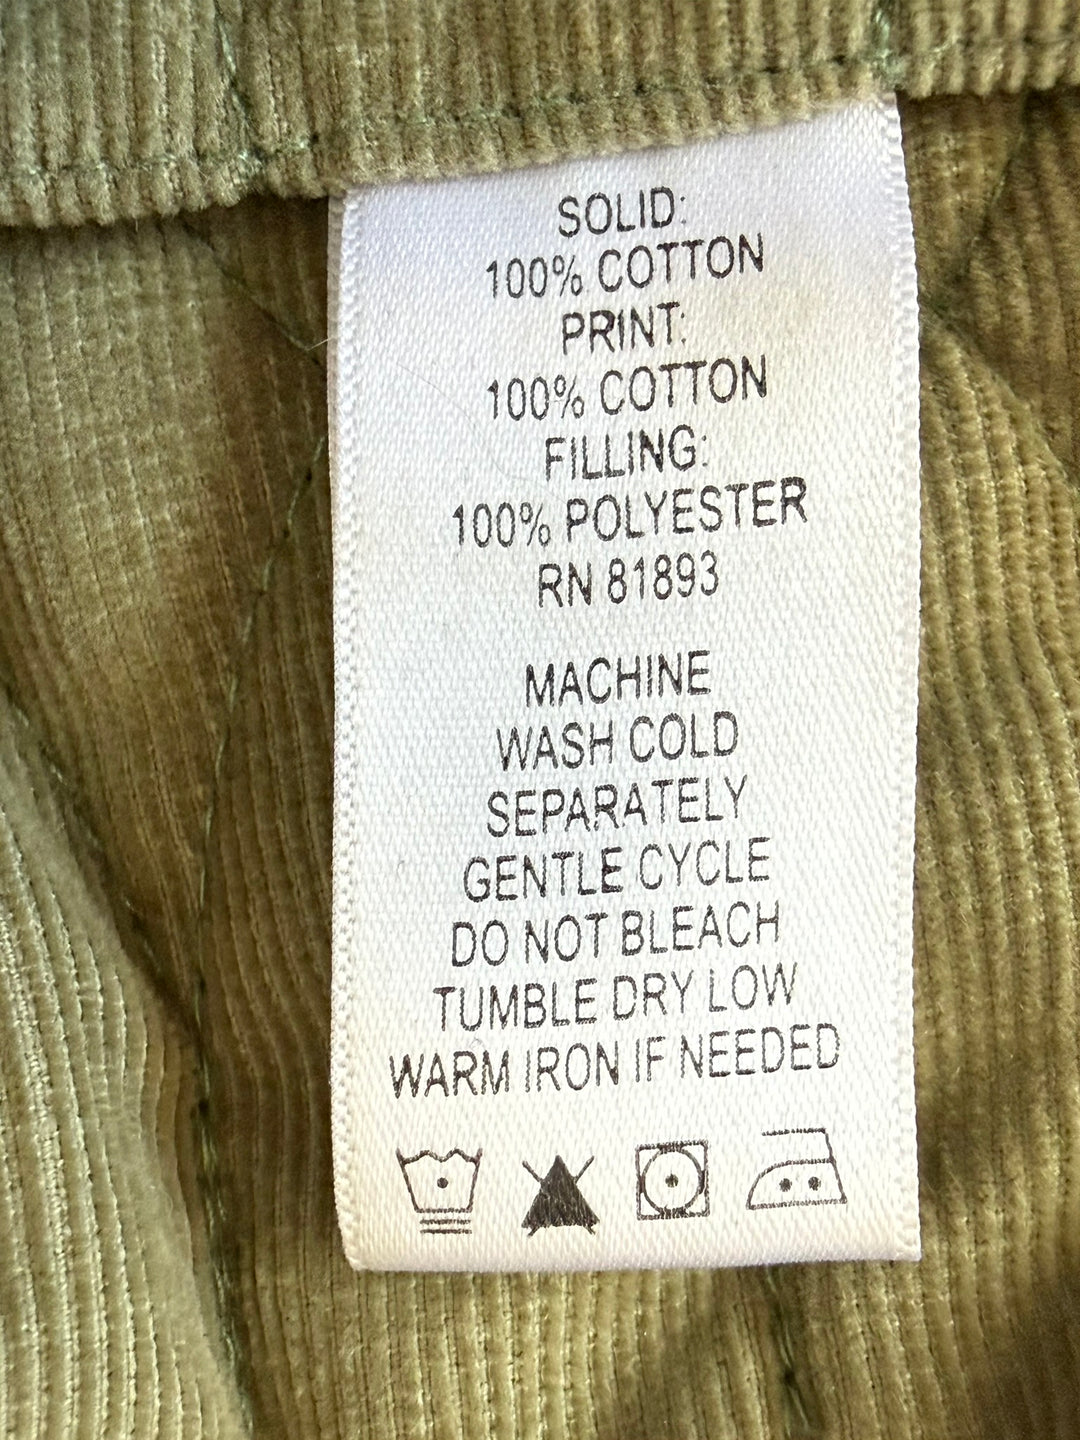 SOLID:
100% COTTON
PRINT:
100% COTTON
FILLING:
100% POLYESTER
RN 81893
MACHINE
WASH COLD
SEPARATELY
GENTLE CYCLE
DO NOT BLEACH
TUMBLE DRY LOW
WARM IRON IF NEEDED